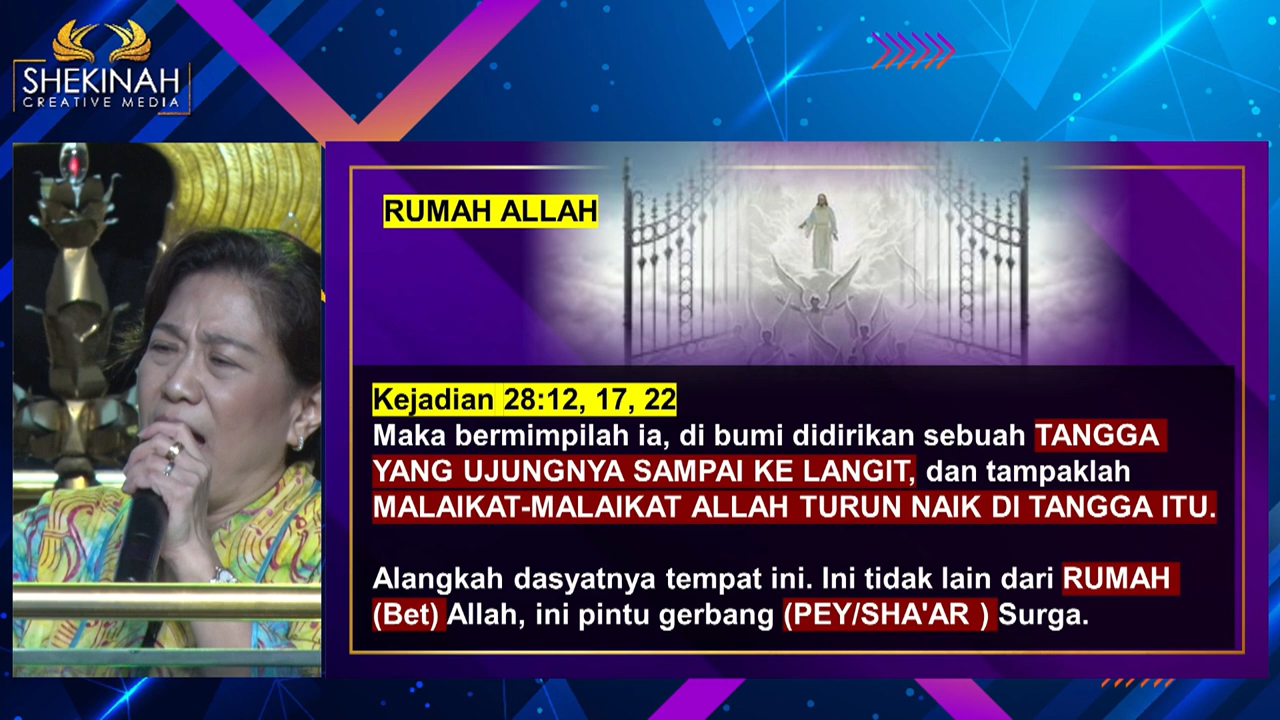 SHEKINAH
CREATIVE MEDIA
RUMAH ALLAH
Kejadian 28:12, 17, 22
Maka bermimpilah ia, di bumi didirikan sebuah TANGGA
YANG UJUNGNYA SAMPAI KE LANGIT, dan tampaklah
MALAIKAT-MALAIKAT ALLAH TURUN NAIK DI TANGGA ITU.
Alangkah dasyatnya tempat ini. Ini tidak lain dari RUMAH
(Bet) Allah, ini pintu gerbang (PEY/SHA'AR ) Surga.